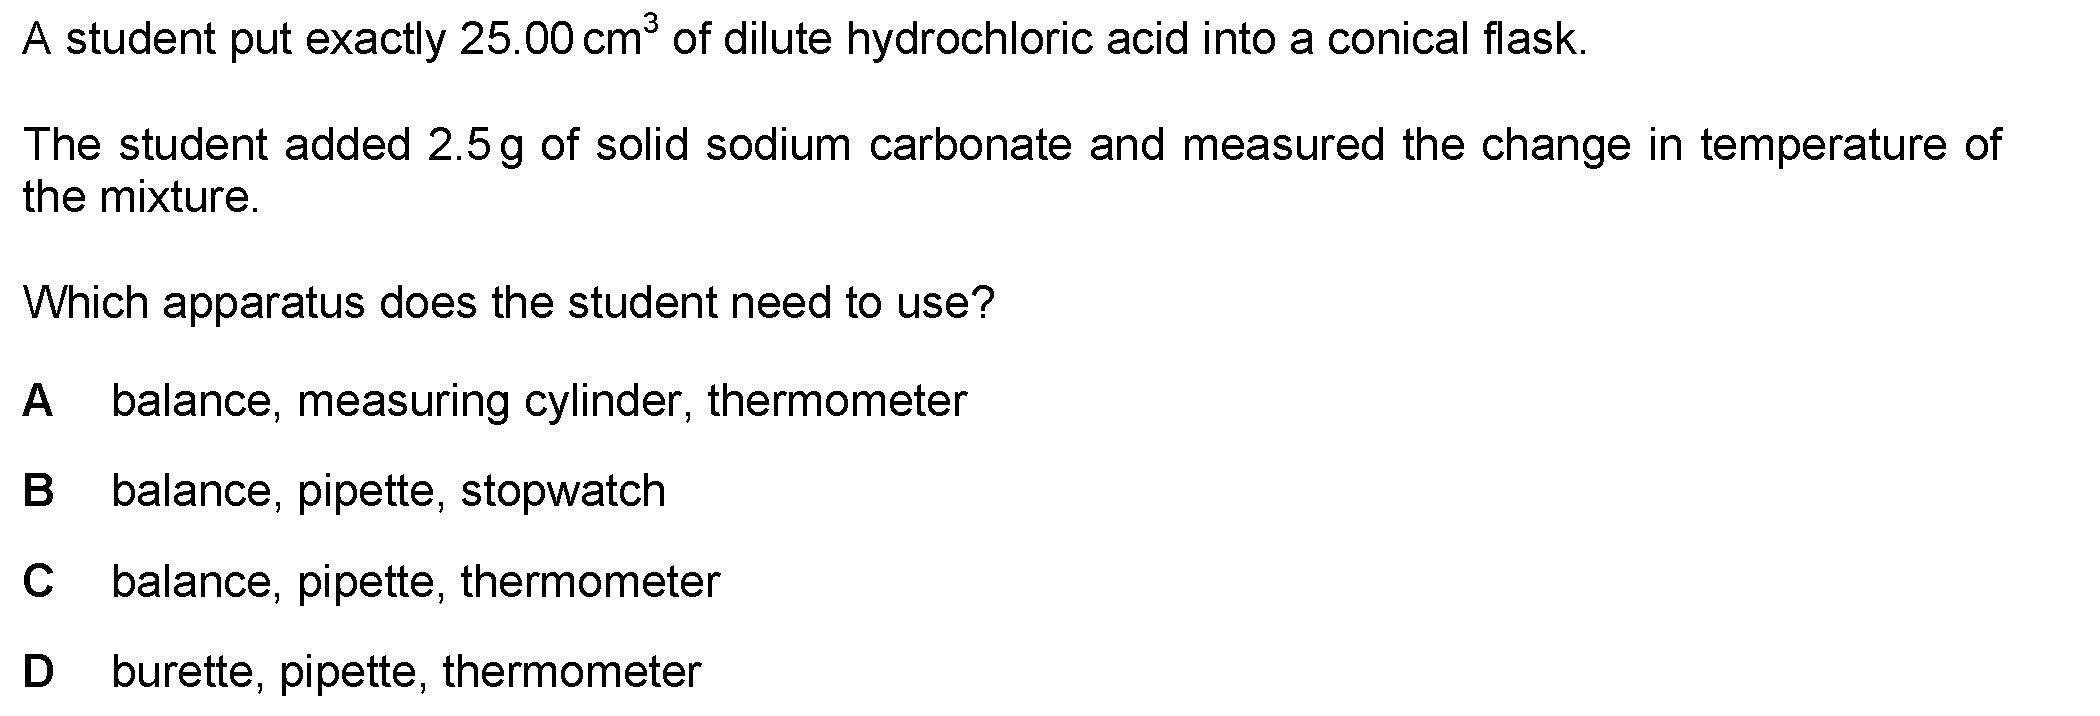 A student put exactly 25.00 cm³ of dilute hydrochloric acid into a conical flask.
The student added 2.5 g of solid sodium carbonate and measured the change in temperature of
the mixture.
Which apparatus does the student need to use?
A balance, measuring cylinder, thermometer
B balance, pipette, stopwatch
C balance, pipette, thermometer
D burette, pipette, thermometer